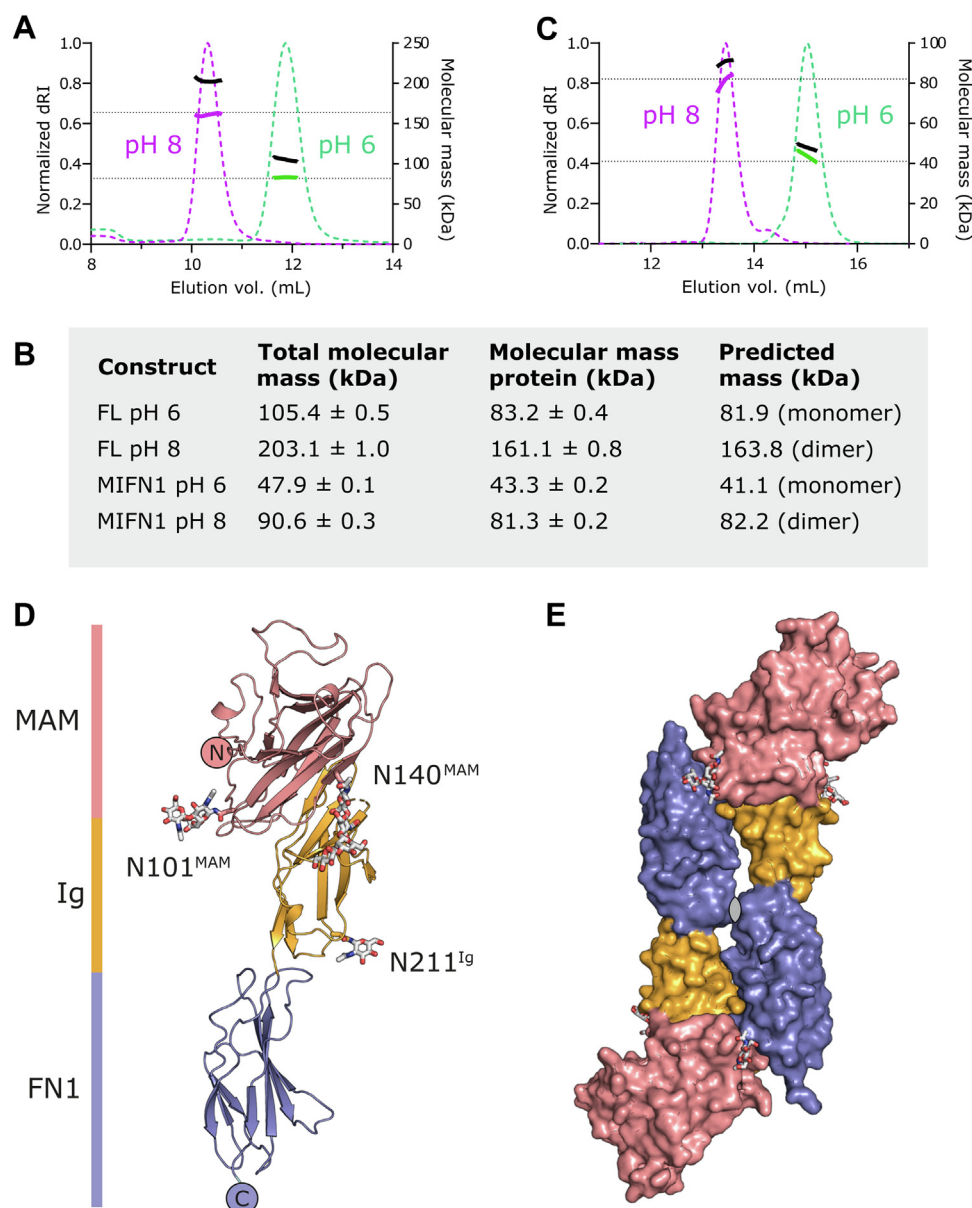 A
C
1.0
0.8
0.6
0.4
0.2
0.0
Normalized dRI
250
200
150
100
50
0
Molecular mass (kDa)
pH 8
pH 6
8
10
12
14
Elution vol. (mL)
1.0
0.8
0.6
0.4
0.2
0.0
Normalized dRI
100
80
60
40
20
0
Molecular mass (kDa)
pH 8
pH 6
12
14
16
Elution vol. (mL)
B
Construct Total molecular mass (kDa) Molecular mass protein (kDa) Predicted mass (kDa)
FL pH 6 105.4 ± 0.5 83.2 ± 0.4 81.9 (monomer)
FL pH 8 203.1 ± 1.0 161.1 ± 0.8 163.8 (dimer)
MIFN1 pH 6 47.9 ± 0.1 43.3 ± 0.2 41.1 (monomer)
MIFN1 pH 8 90.6 ± 0.3 81.3 ± 0.2 82.2 (dimer)
D
E
MAM
N
N140MAM
N101MAM
Ig
N211Ig
FN1
C